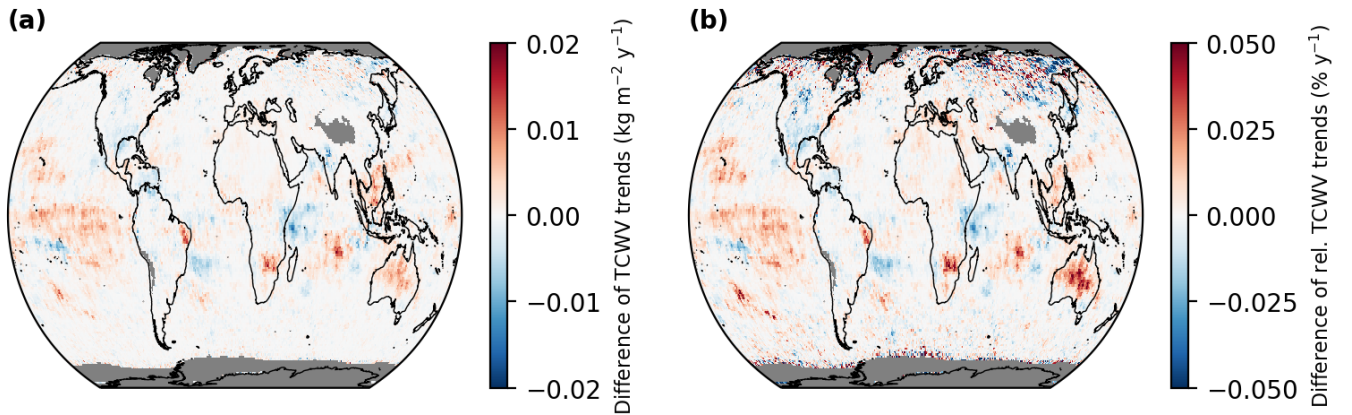 (a)
0.02
0.01
0.00
−0.01
−0.02
Difference of TCWV trends (kg m⁻² y⁻¹)
(b)
0.050
0.025
0.000
−0.025
−0.050
Difference of rel. TCWV trends (% y⁻¹)